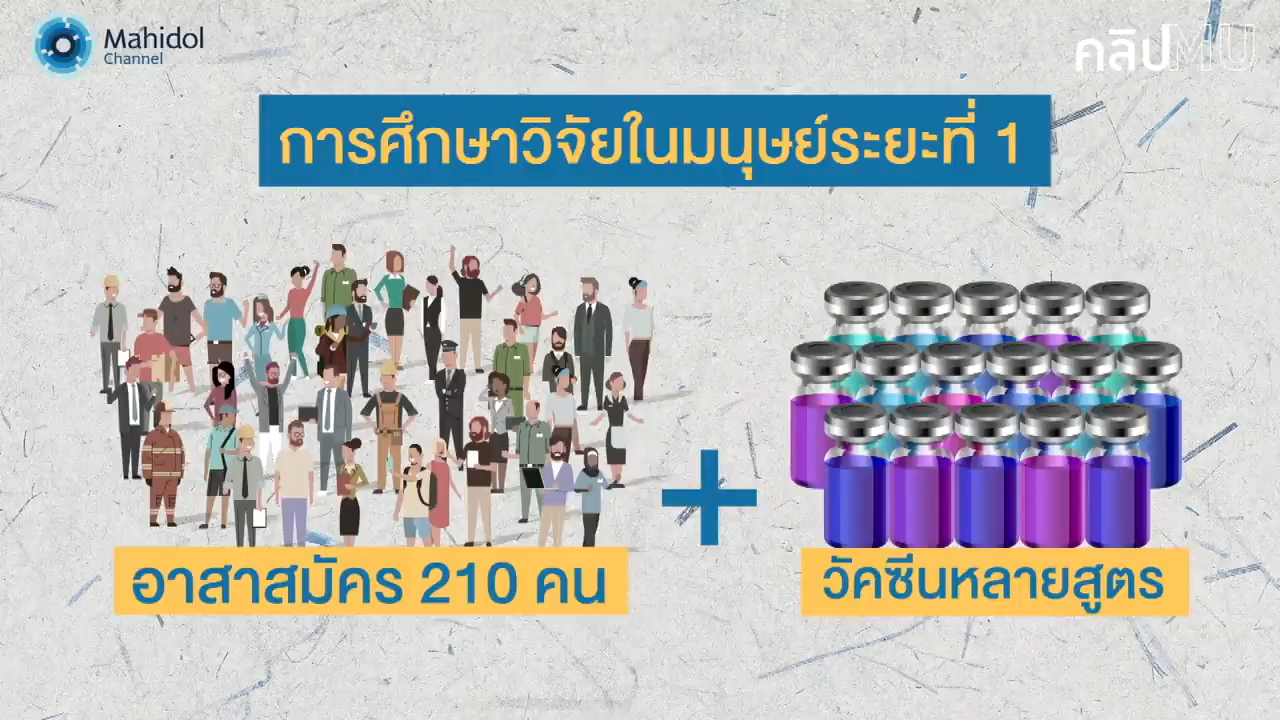 Mahidol
Channel
คลิปMU
การศึกษาวิจัยในมนุษย์ระยะที่ 1
อาสาสมัคร 210 คน
วัคซีนหลายสูตร